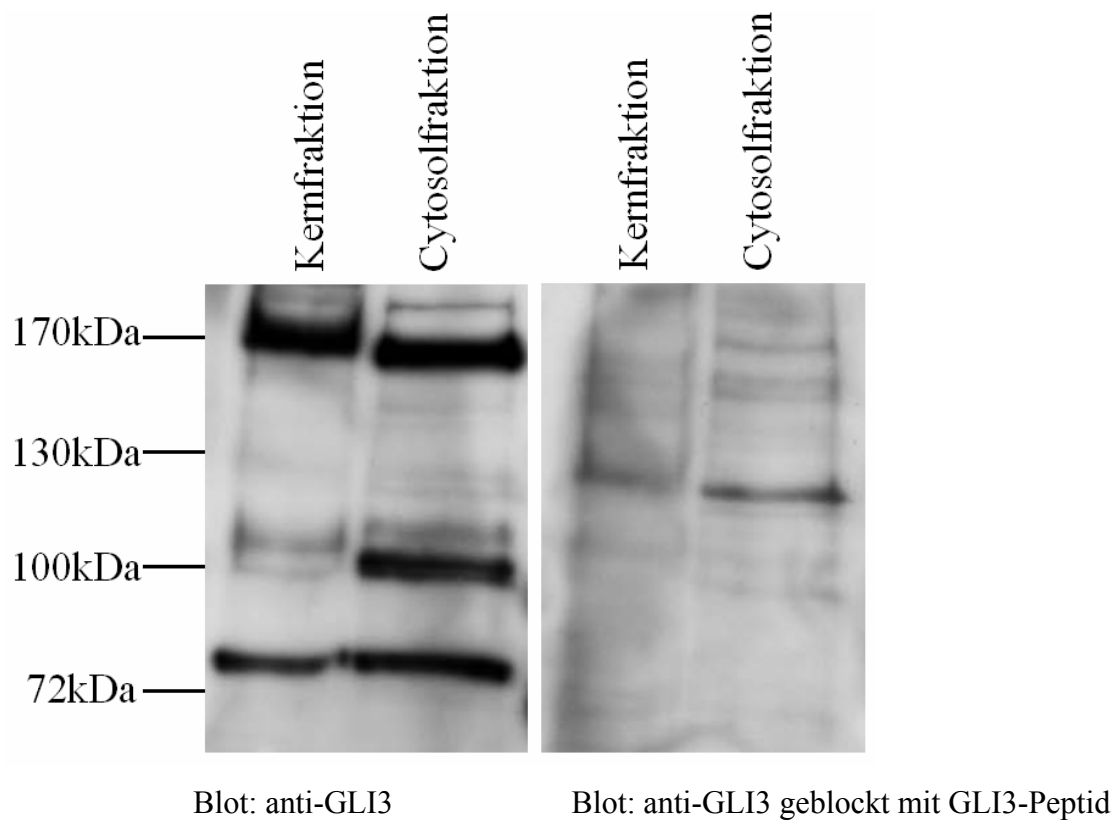 Kernfraktion
Cytosolfraktion
Kernfraktion
Cytosolfraktion
170kDa
130kDa
100kDa
72kDa
Blot: anti-GLI3
Blot: anti-GLI3 geblockt mit GLI3-Peptid